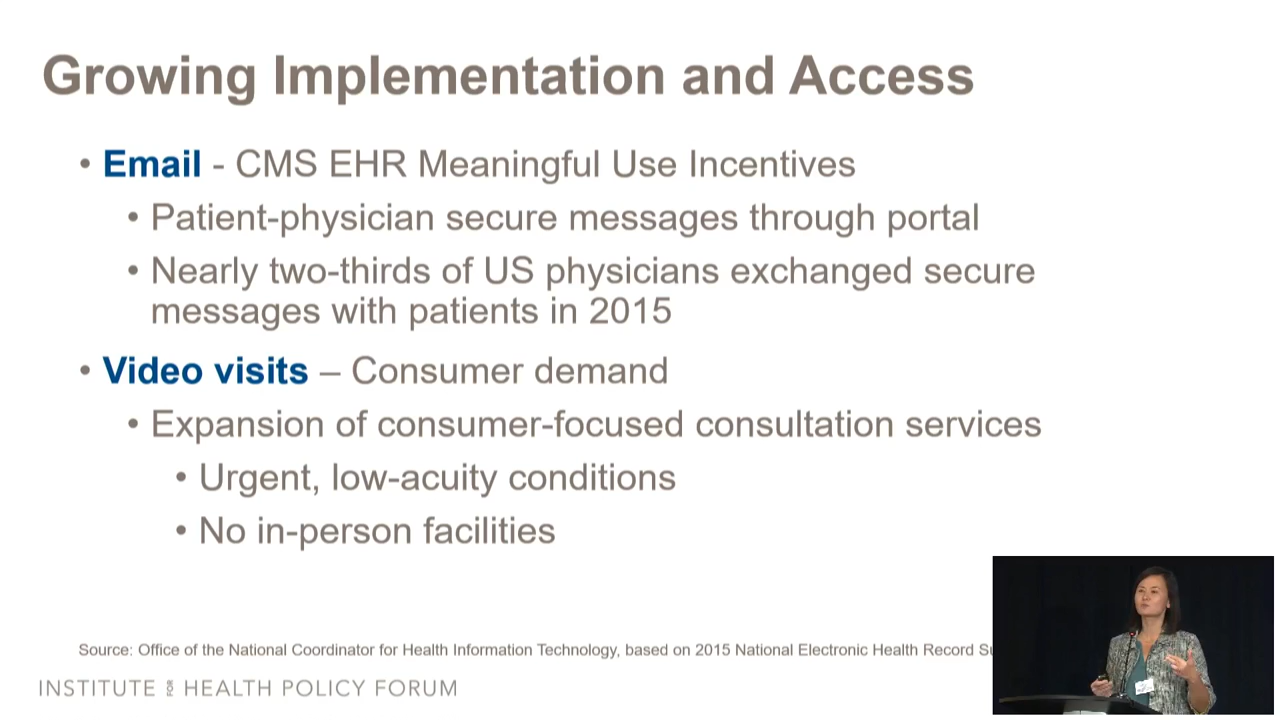 Growing Implementation and Access
• Email - CMS EHR Meaningful Use Incentives
• Patient-physician secure messages through portal
• Nearly two-thirds of US physicians exchanged secure
messages with patients in 2015
• Video visits – Consumer demand
• Expansion of consumer-focused consultation services
• Urgent, low-acuity conditions
• No in-person facilities
Source: Office of the National Coordinator for Health Information Technology, based on 2015 National Electronic Health Record
INSTITUTE FOR HEALTH POLICY FORUM